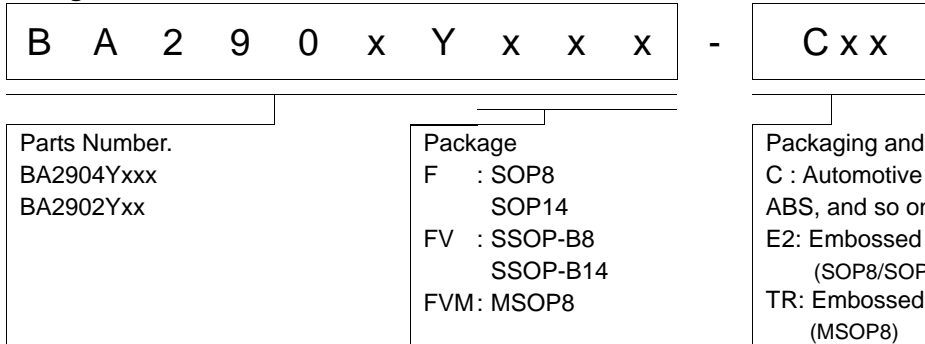 B A 2 9 0 x Y x x x - C x x
Parts Number.
BA2904Yxxx
BA2902Yxx
Package
F : SOP8
SOP14
FV : SSOP-B8
SSOP-B14
FVM: MSOP8
Packaging and
C : Automotive
ABS, and so
E2: Embossed
(SOP8/SOP
TR: Embossed
(MSOP8)